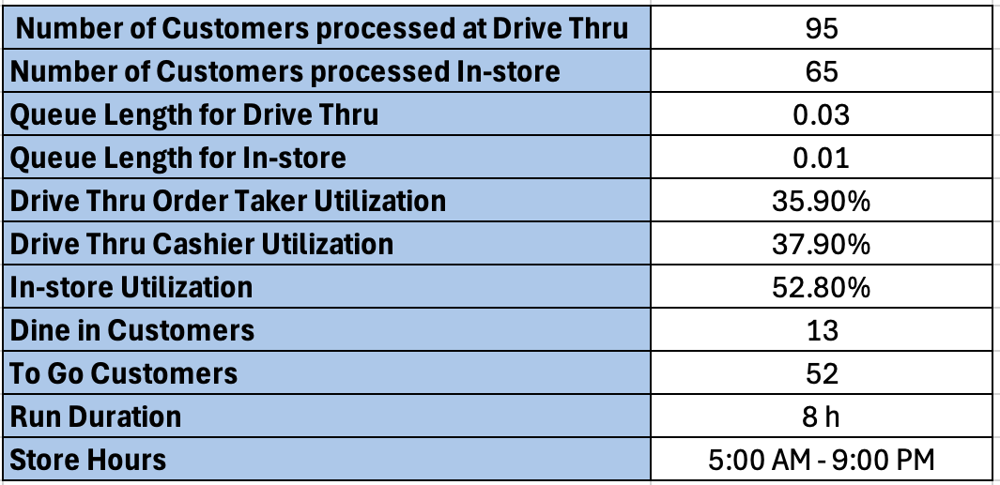 Number of Customers processed at Drive Thru 95
Number of Customers processed In-store 65
Queue Length for Drive Thru 0.03
Queue Length for In-store 0.01
Drive Thru Order Taker Utilization 35.90%
Drive Thru Cashier Utilization 37.90%
In-store Utilization 52.80%
Dine in Customers 13
To Go Customers 52
Run Duration 8 h
Store Hours 5:00 AM - 9:00 PM